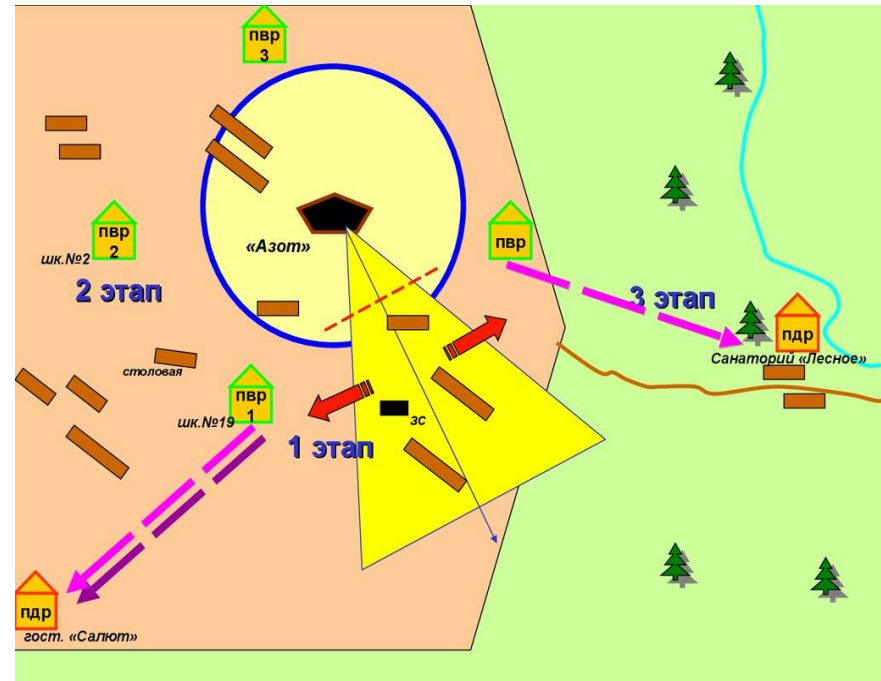 пвр
3
«Азот»
пвр
2
шк.№2
2 этап
пвр
3 этап
пдр
Санаторий «Лесное»
столовая
пвр
1
шк.№19
зс
1 этап
пдр
гост. «Салют»